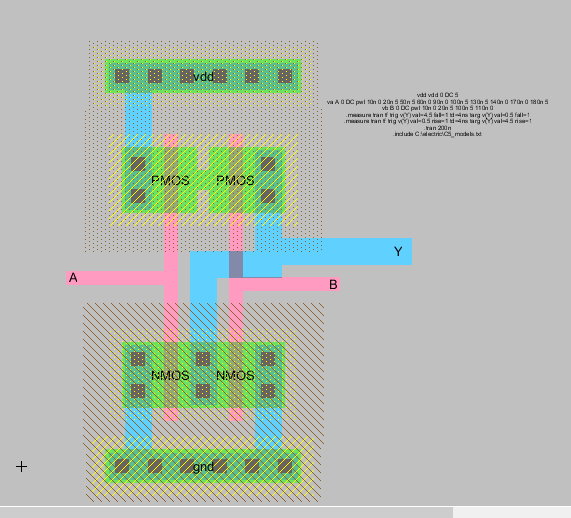 vdd
vdd vdd 0 DC 5
va A 0 DC pwl 10n 0 20n 5 50n 5 60n 0 90n 0 100n 5 130n 5 140n 0 170n 0 180n 5
vb B 0 DC pwl 10n 0 20n 5 100n 5 110n 0
.measure tran tf trig v(Y) val=4.5 fall=1 td=4ns targ v(Y) val=0.5 fall=1
.measure tran tf trig v(Y) val=0.5 rise=1 td=4ns targ v(Y) val=4.5 rise=1
.tran 200n
.include C:\electric\C5_models.txt
PMOS PMOS
Y
A
B
NMOS NMOS
gnd